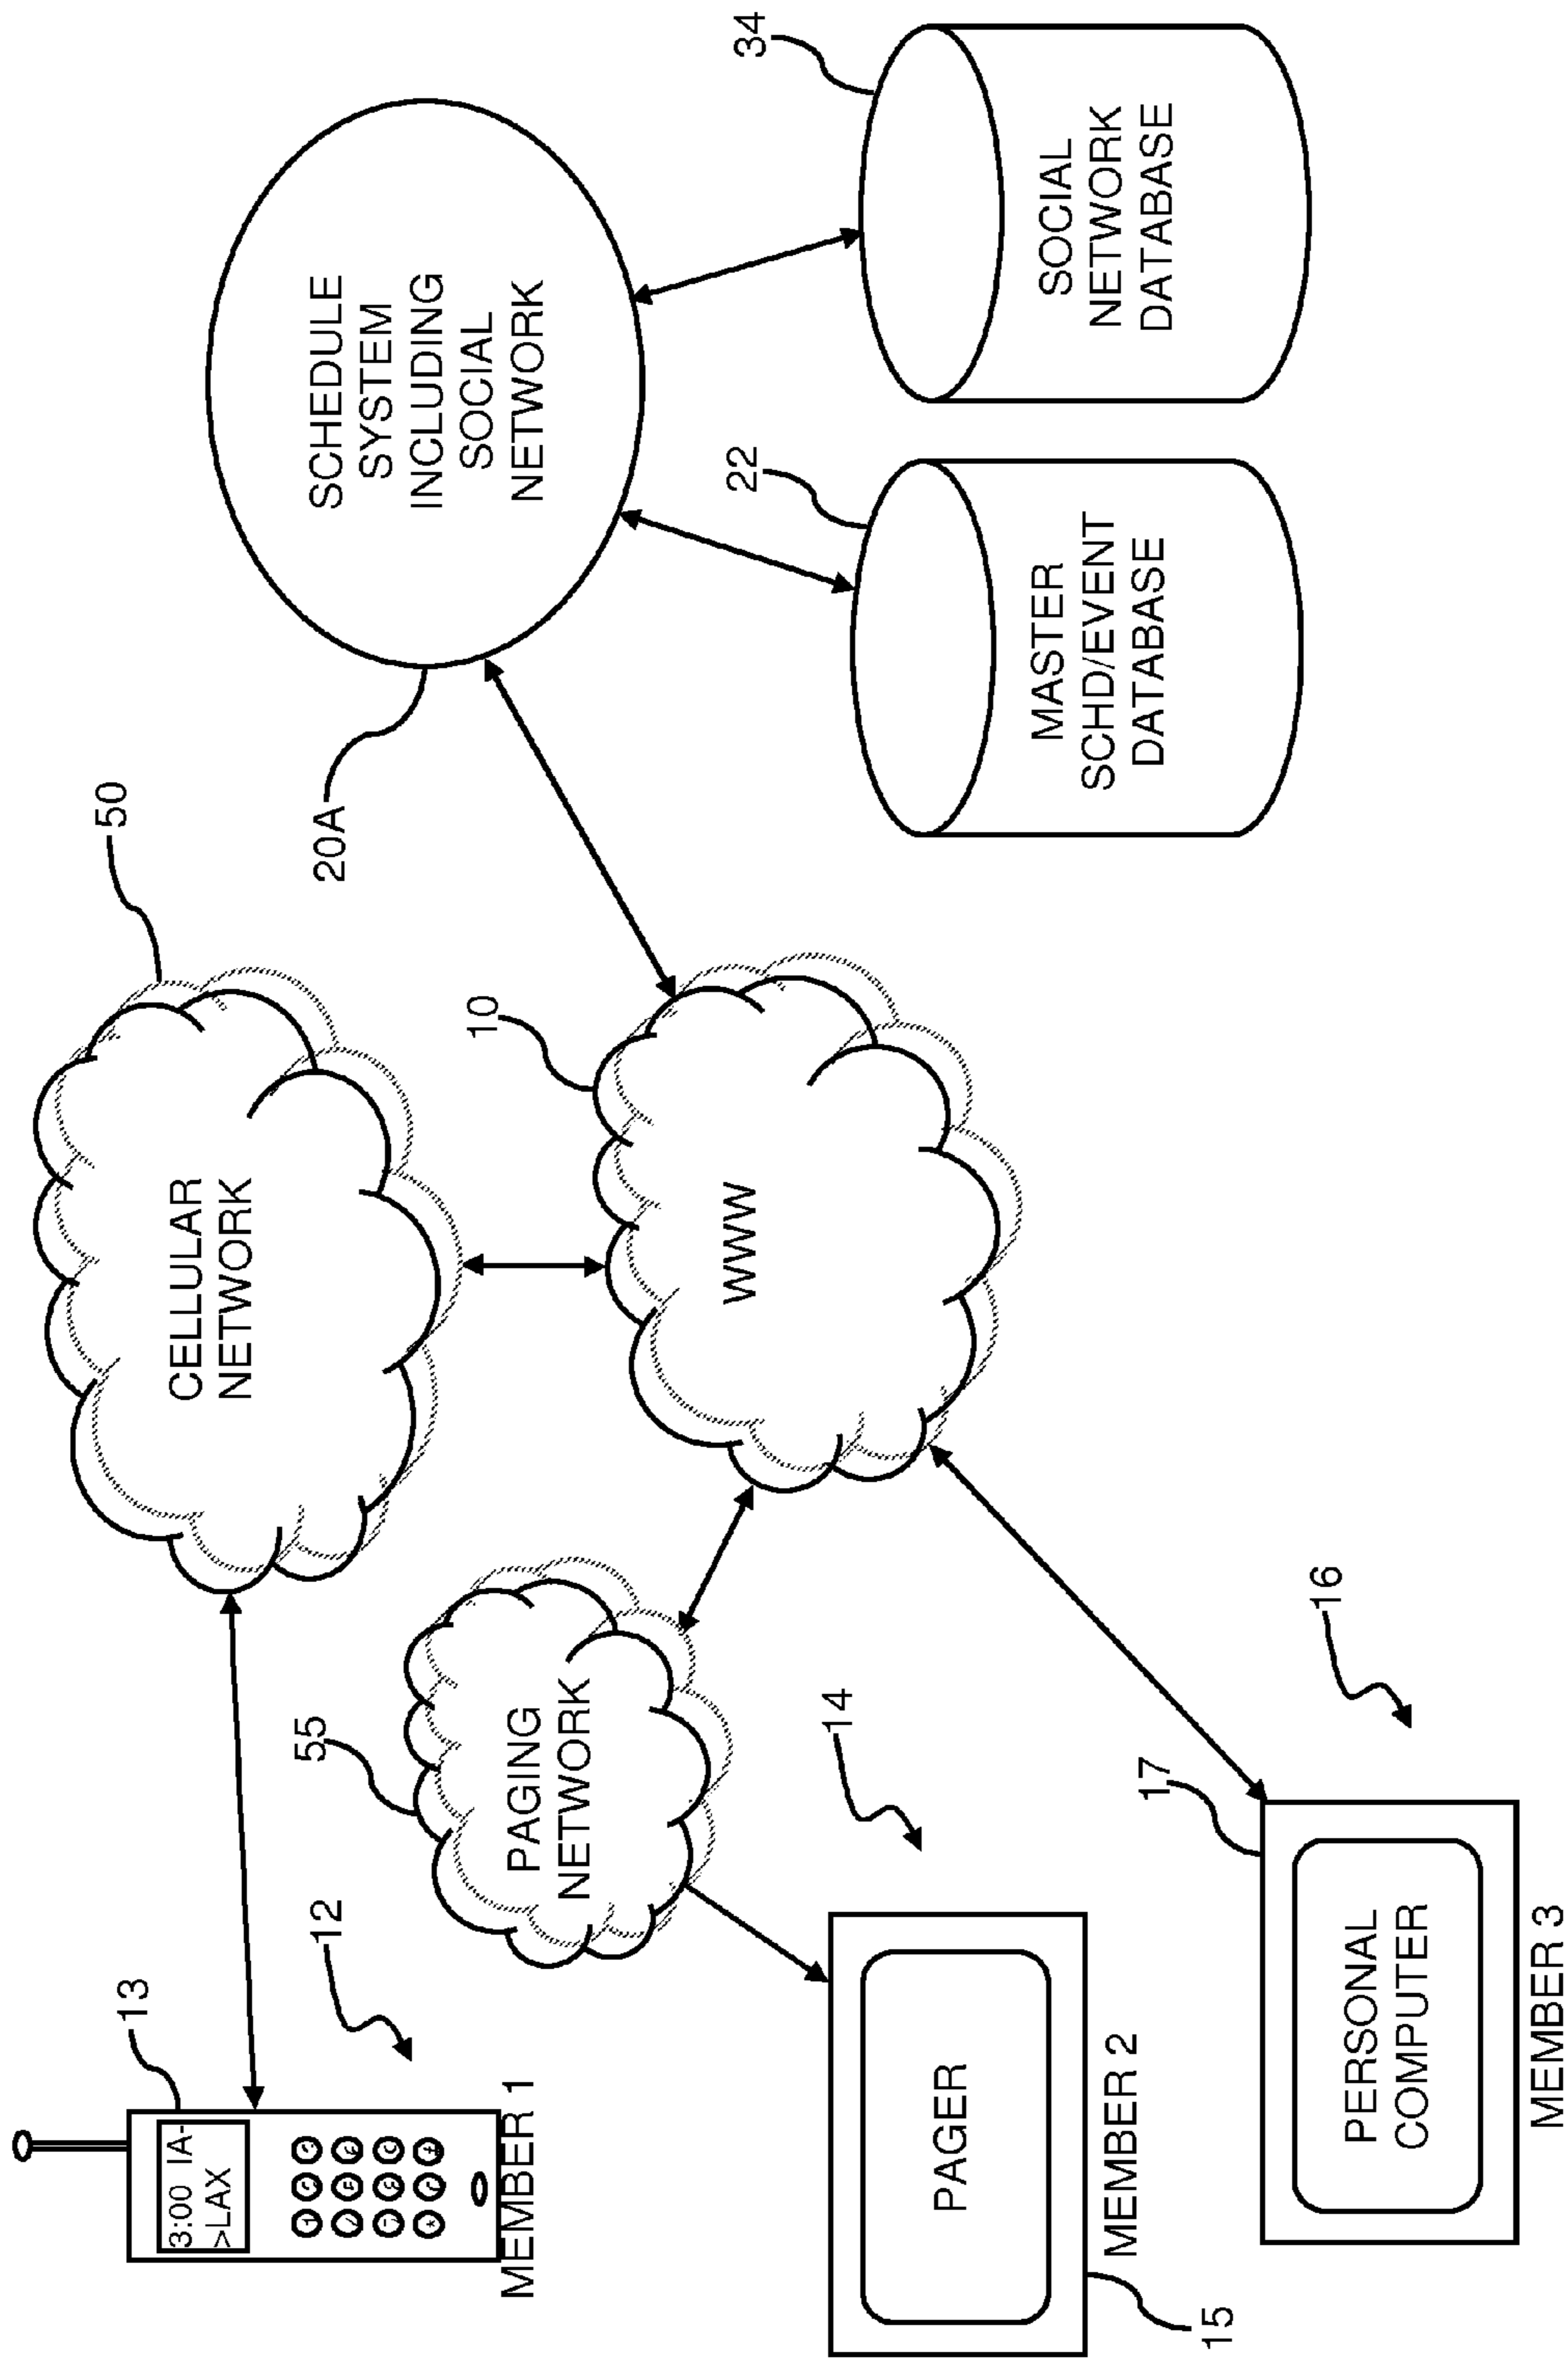 13
3:00 IA-
>LAX
MEMBER 1
12
CELLULAR
NETWORK
50
20A
SCHEDULE
SYSTEM
INCLUDING
SOCIAL
NETWORK
55
PAGING
NETWORK
10
WWW
22
34
14
PAGER
MEMBER 2
15
MASTER
SCHD/EVENT
DATABASE
SOCIAL
NETWORK
DATABASE
17
16
PERSONAL
COMPUTER
MEMBER 3